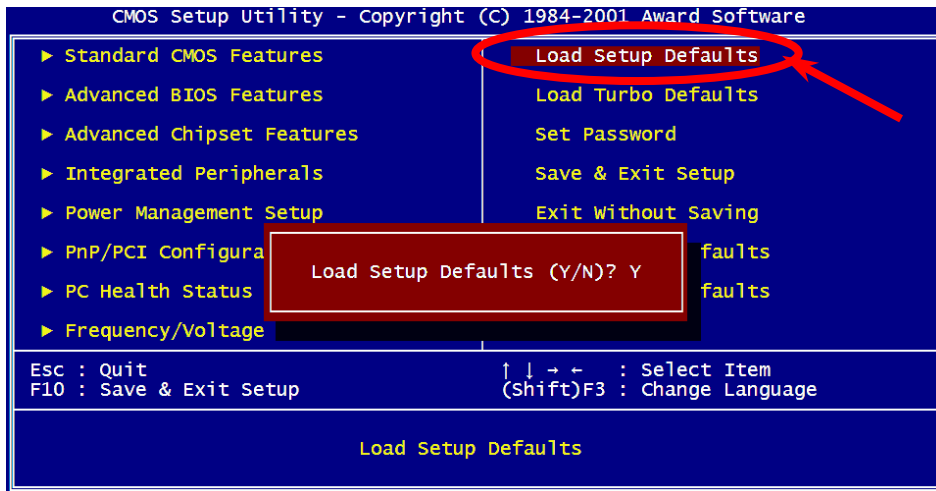 CMOS Setup Utility - Copyright (C) 1984-2001 Award Software
► Standard CMOS Features
► Advanced BIOS Features
► Advanced Chipset Features
► Integrated Peripherals
► Power Management Setup
► PnP/PCI Configura
► PC Health Status
► Frequency/Voltage
Load Setup Defaults
Load Turbo Defaults
Set Password
Save & Exit Setup
Exit Without Saving
faults
faults
Load Setup Defaults (Y/N)? Y
Esc : Quit
F10 : Save & Exit Setup
↑ ↓ → ← : Select Item
(Shift)F3 : Change Language
Load Setup Defaults